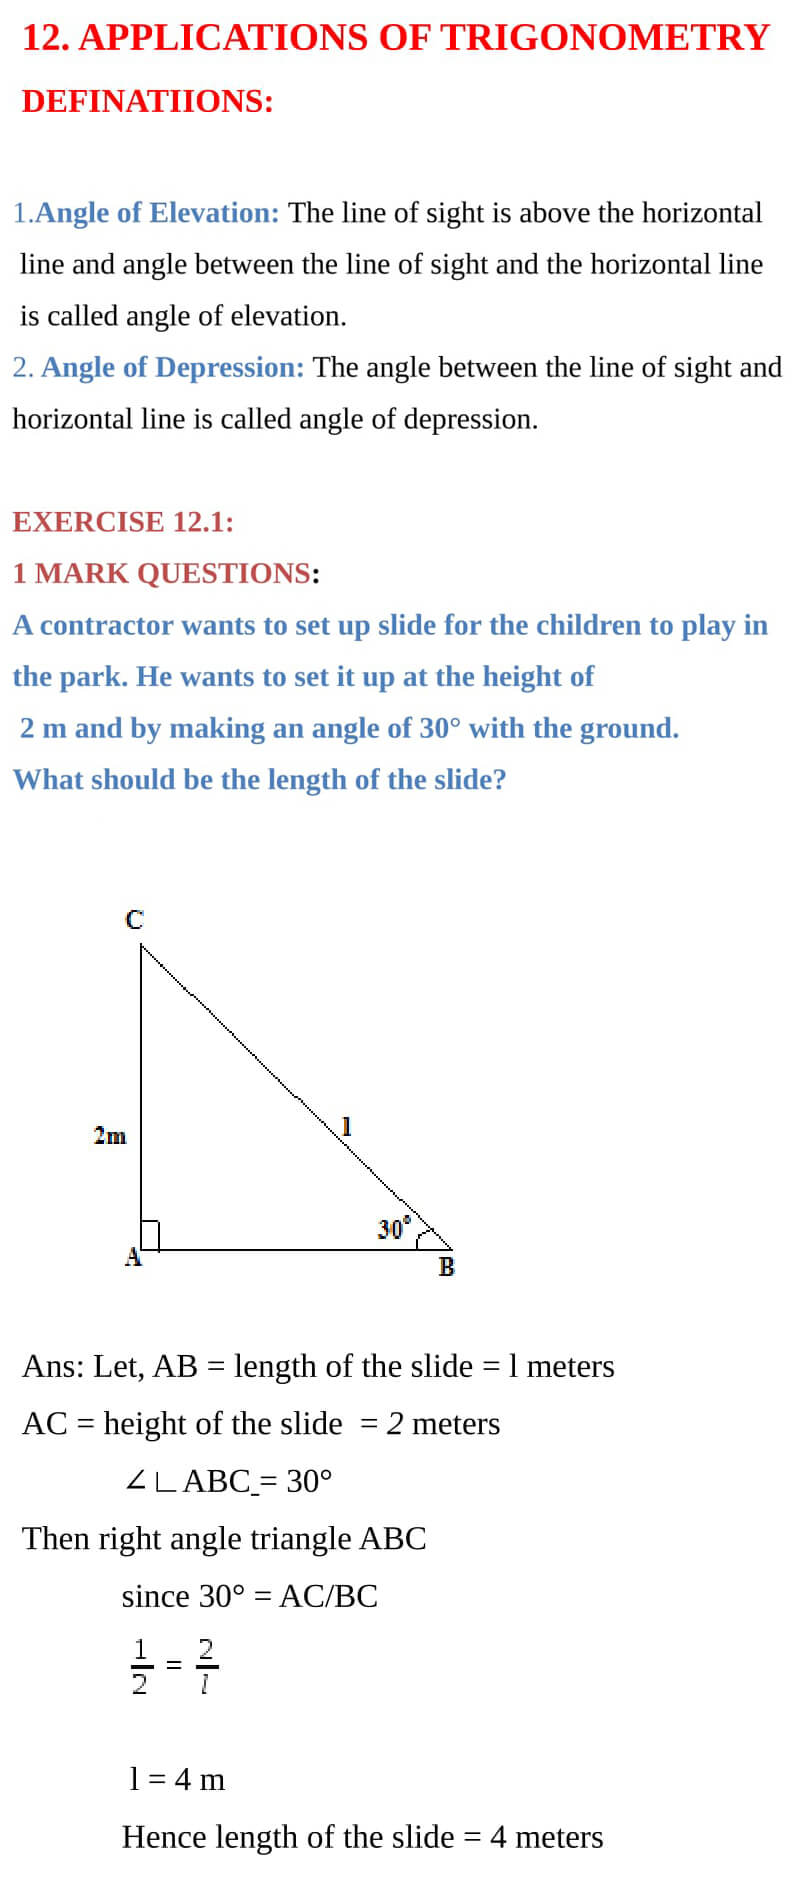 12. APPLICATIONS OF TRIGONOMETRY
DEFINATIIONS:
1.Angle of Elevation: The line of sight is above the horizontal
line and angle between the line of sight and the horizontal line
is called angle of elevation.
2. Angle of Depression: The angle between the line of sight and
horizontal line is called angle of depression.
EXERCISE 12.1:
1 MARK QUESTIONS:
A contractor wants to set up slide for the children to play in
the park. He wants to set it up at the height of
2 m and by making an angle of 30° with the ground.
What should be the length of the slide?
C
2m
l
30°
A
B
Ans: Let, AB = length of the slide = l meters
AC = height of the slide = 2 meters
∠∟ABC = 30°
Then right angle triangle ABC
since 30° = AC/BC
1/2 = 2/l
l = 4 m
Hence length of the slide = 4 meters